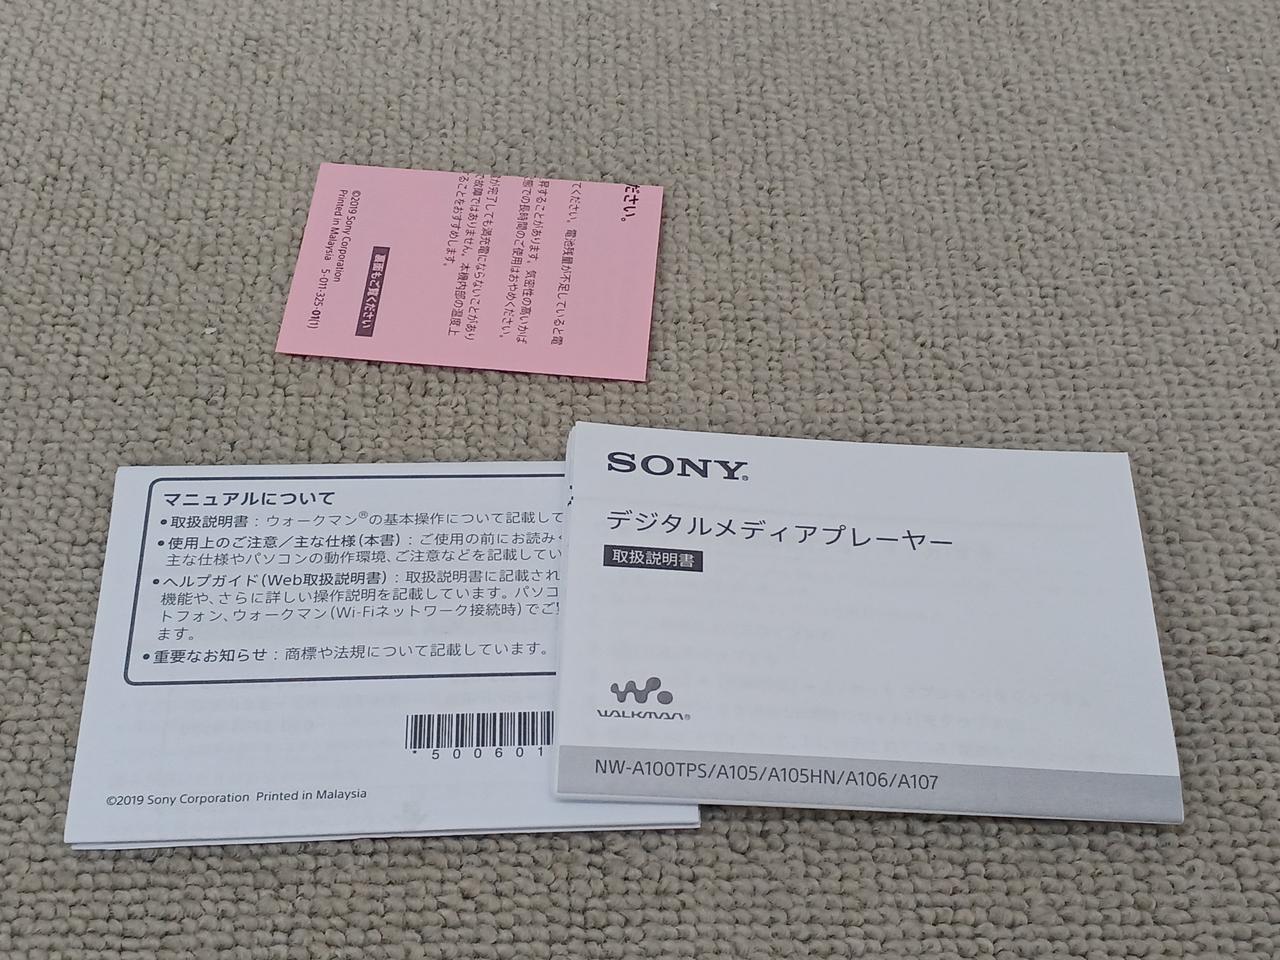 ださい。
てください。電池残量が不足していると電
昇することがあります。気密性の高いかば
態での長時間のご使用はおやめください。
が完了しても満充電にならないことがあり
故障ではありません。本機内部の温度上
ることをおすすめします。
裏面もご覧ください
©2019 Sony Corporation
Printed in Malaysia 5-011-325-01(1)
マニュアルについて
•取扱説明書：ウォークマン®の基本操作について記載して
•使用上のご注意／主な仕様（本書）：ご使用の前にお読み
主な仕様やパソコンの動作環境、ご注意などを記載してい
•ヘルプガイド（Web取扱説明書）：取扱説明書に記載され
機能や、さらに詳しい操作説明を記載しています。パソコ
トフォン、ウォークマン（Wi-Fiネットワーク接続時）でご
ます。
•重要なお知らせ：商標や法規について記載しています。
*500601
©2019 Sony Corporation Printed in Malaysia
SONY®
デジタルメディアプレーヤー
取扱説明書
WALKMAN®
NW-A100TPS/A105/A105HN/A106/A107